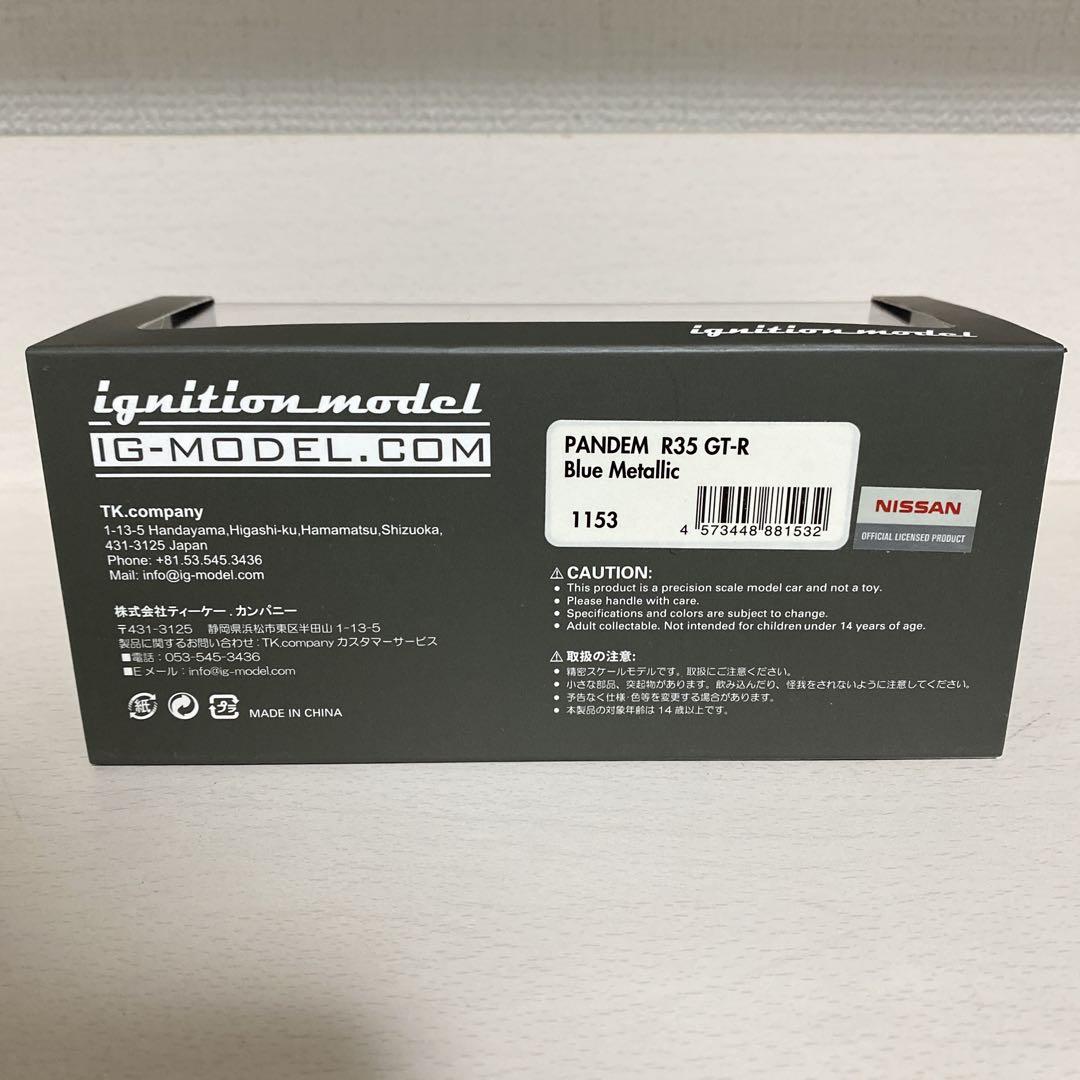 ignition model
ignition model
IG-MODEL.COM
TK.company
1-13-5 Handayama,Higashi-ku,Hamamatsu,Shizuoka,
431-3125 Japan
Phone: +81.53.545.3436
Mail: info@ig-model.com
株式会社ティーケー.カンパニー
〒431-3125 静岡県浜松市東区半田山 1-13-5
製品に関するお問い合わせ:TK.company カスタマーサービス
■電話:053-545-3436
■Eメール:info@ig-model.com
紙
プラ
MADE IN CHINA
PANDEM R35 GT-R
Blue Metallic
1153
4 573448 881532
NISSAN
OFFICIAL LICENSED PRODUCT
⚠CAUTION:
• This product is a precision scale model car and not a toy.
• Please handle with care.
• Specifications and colors are subject to change.
• Adult collectable. Not intended for children under 14 years of age.
⚠取扱の注意:
• 精密スケールモデルです。取扱にご注意ください。
• 小さな部品、突起物があります。飲み込んだり、怪我をされないように注意してください。
• 予告なく仕様・色等を変更する場合があります。
• 本製品の対象年齢は 14 歳以上です。